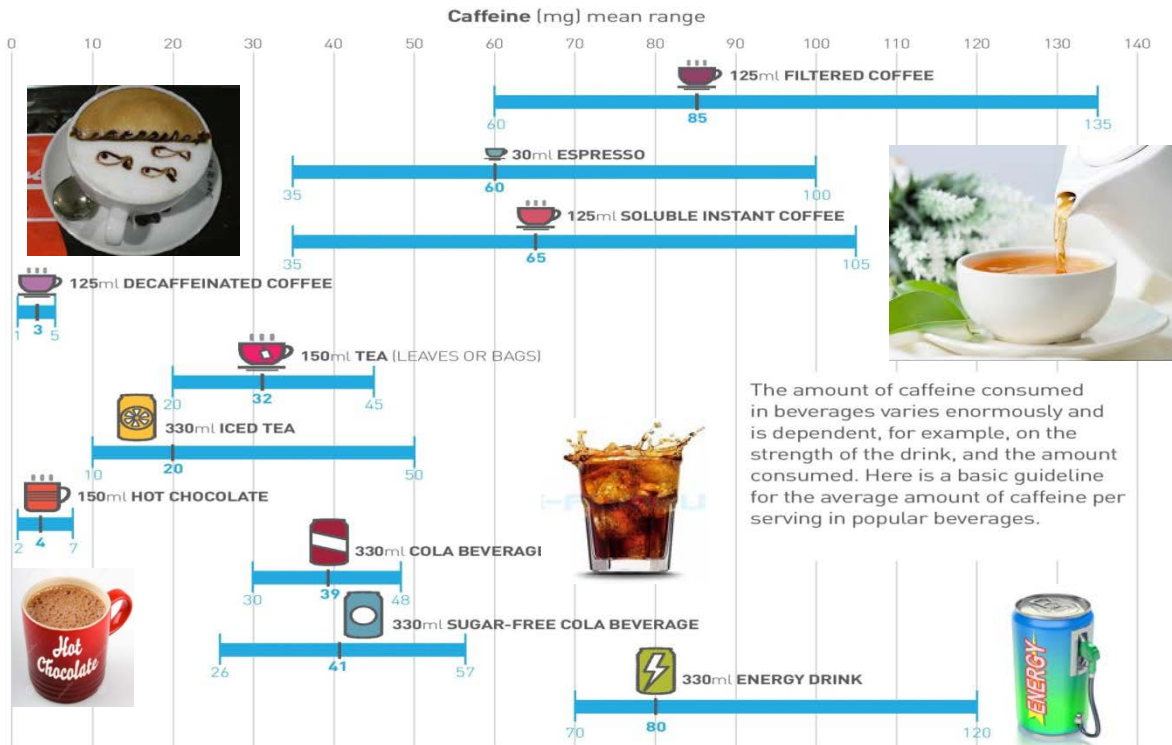 Caffeine (mg) mean range
0 10 20 30 40 50 60 70 80 90 100 110 120 130 140
125ml FILTERED COFFEE
60 85 135
30ml ESPRESSO
35 60 100
125ml SOLUBLE INSTANT COFFEE
35 65 105
125ml DECAFFEINATED COFFEE
1 3 5
150ml TEA (LEAVES OR BAGS)
20 32 45
330ml ICED TEA
10 20 50
150ml HOT CHOCOLATE
2 4 7
330ml COLA BEVERAGI
30 39 48
330ml SUGAR-FREE COLA BEVERAGE
26 41 57
330ml ENERGY DRINK
70 80 120
The amount of caffeine consumed
in beverages varies enormously and
is dependent, for example, on the
strength of the drink, and the amount
consumed. Here is a basic guideline
for the average amount of caffeine per
serving in popular beverages.
Hot
Chocolate
ENERGY